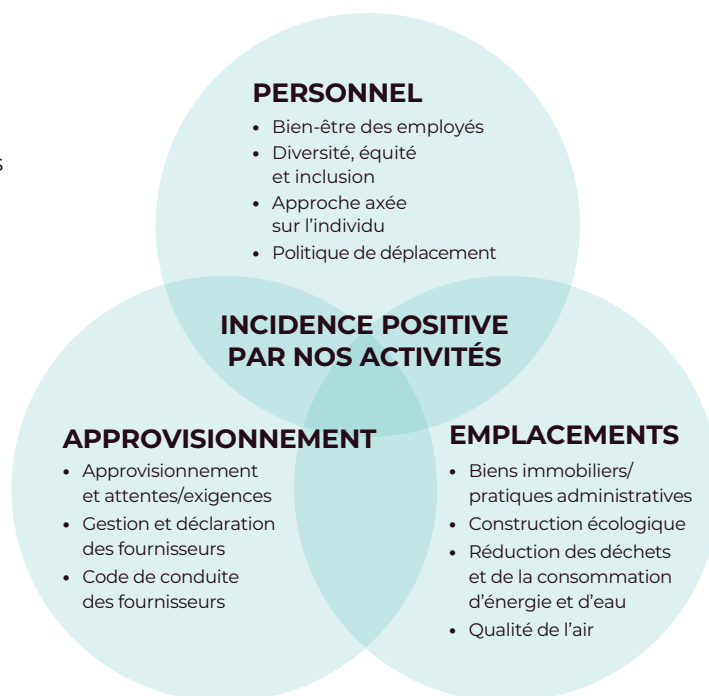 PERSONNEL
• Bien-être des employés
• Diversité, équité
et inclusion
• Approche axée
sur l'individu
• Politique de déplacement
s
INCIDENCE POSITIVE
PAR NOS ACTIVITÉS
APPROVISIONNEMENT
• Approvisionnement
et attentes/exigences
• Gestion et déclaration
des fournisseurs
• Code de conduite
des fournisseurs
EMPLACEMENTS
• Biens immobiliers/
pratiques administratives
• Construction écologique
• Réduction des déchets
et de la consommation
d'énergie et d'eau
• Qualité de l'air